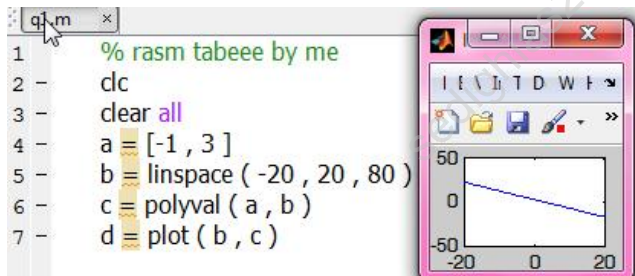 q1.m ×
1 % rasm tabeee by me
2 - clc
3 - clear all
4 - a = [-1 , 3 ]
5 - b = linspace ( -20 , 20 , 80 )
6 - c = polyval ( a , b )
7 - d = plot ( b , c )
T D W
50
0
-50
-20 0 20